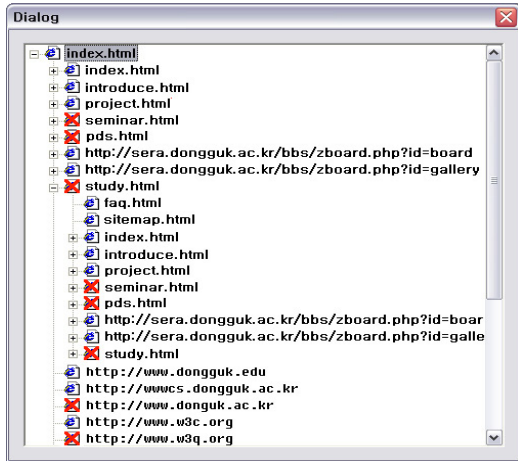 Dialog
index.html
index.html
introduce.html
project.html
seminar.html
pds.html
http://sera.dongguk.ac.kr/bbs/zboard.php?id=board
http://sera.dongguk.ac.kr/bbs/zboard.php?id=gallery
study.html
faq.html
sitemap.html
index.html
introduce.html
project.html
seminar.html
pds.html
http://sera.dongguk.ac.kr/bbs/zboard.php?id=boar
http://sera.dongguk.ac.kr/bbs/zboard.php?id=galle
study.html
http://www.dongguk.edu
http://wwwcs.dongguk.ac.kr
http://www.donguk.ac.kr
http://www.w3c.org
http://www.w3q.org